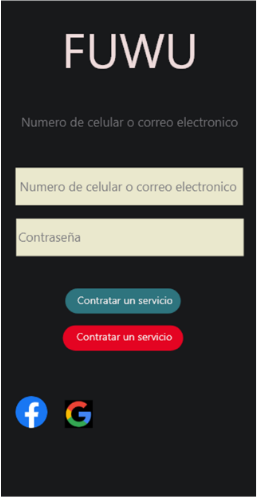 FUWU
Numero de celular o correo electronico
Numero de celular o correo electronico
Contraseña
Contratar un servicio
Contratar un servicio